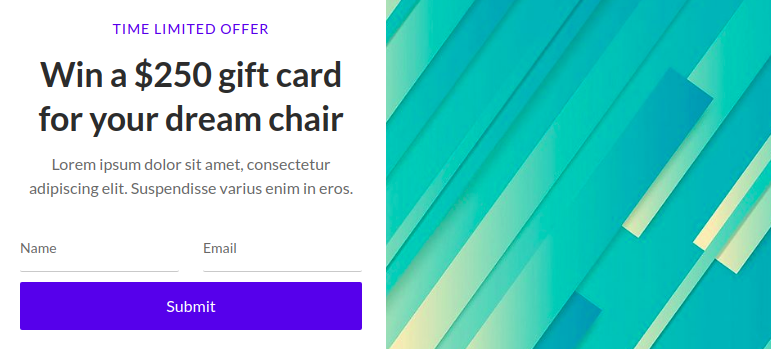 TIME LIMITED OFFER
Win a $250 gift card
for your dream chair
Lorem ipsum dolor sit amet, consectetur
adipiscing elit. Suspendisse varius enim in eros.
Name Email
Submit